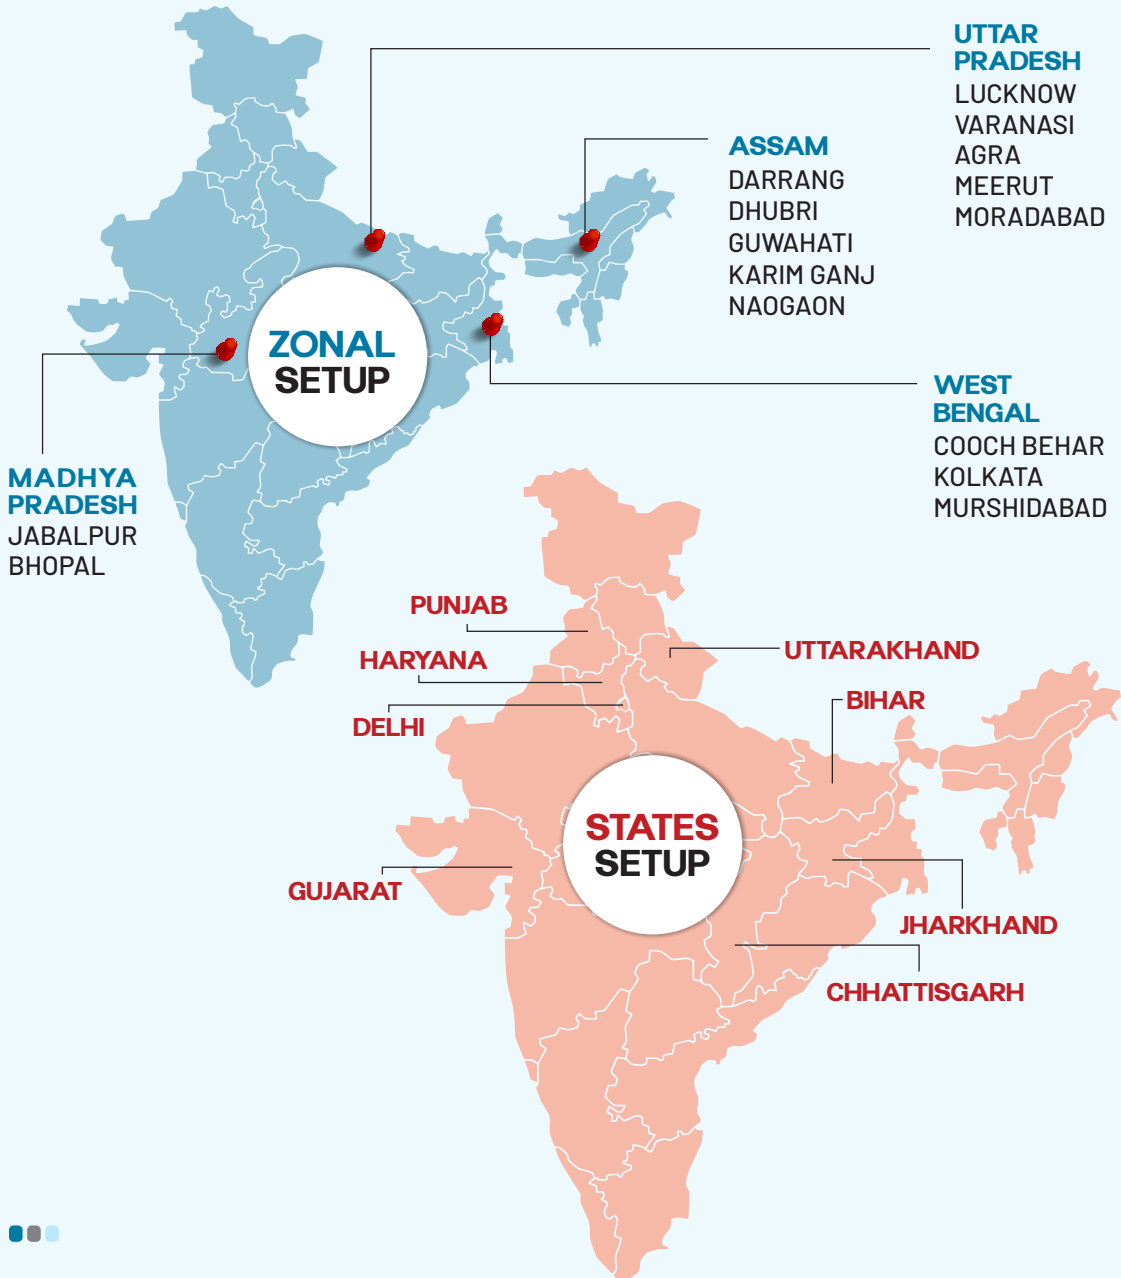 UTTAR
PRADESH
LUCKNOW
VARANASI
AGRA
MEERUT
MORADABAD
ASSAM
DARRANG
DHUBRI
GUWAHATI
KARIM GANJ
NAOGAON
ZONAL
SETUP
WEST
BENGAL
COOCH BEHAR
KOLKATA
MURSHIDABAD
MADHYA
PRADESH
JABALPUR
BHOPAL
PUNJAB
HARYANA
DELHI
UTTARAKHAND
BIHAR
STATES
SETUP
GUJARAT
JHARKHAND
CHHATTISGARH